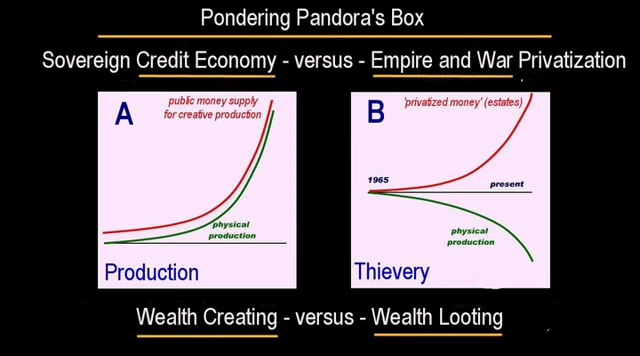 Pondering Pandora's Box
Sovereign Credit Economy - versus - Empire and War Privatization
A
public money supply
for creative production
physical
production
Production
B
'privatized money' (estates)
1965
present
physical
production
Thievery
Wealth Creating - versus - Wealth Looting